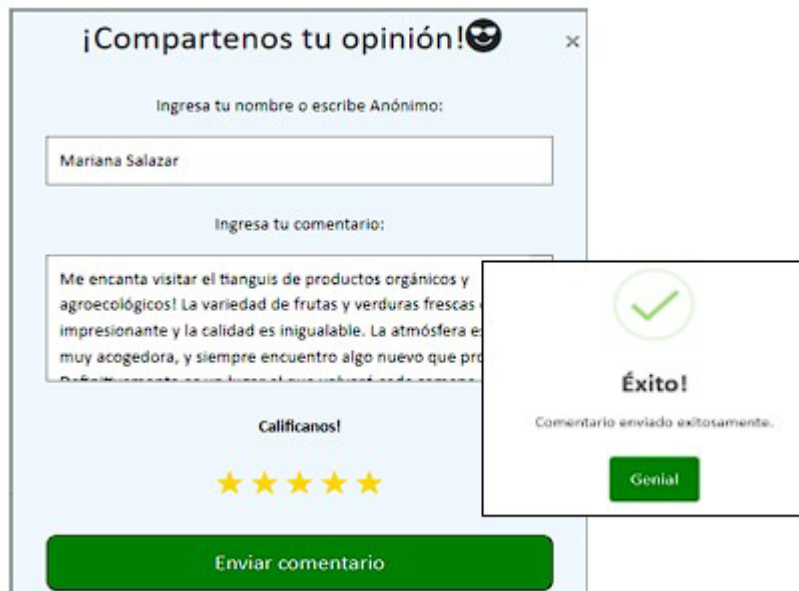 ¡Compartenos tu opinión!
×
Ingresa tu nombre o escribe Anónimo:
Mariana Salazar
Ingresa tu comentario:
Me encanta visitar el tianguis de productos orgánicos y
agroecológicos! La variedad de frutas y verduras frescas
impresionante y la calidad es inigualable. La atmósfera
muy acogedora, y siempre encuentro algo nuevo que
Calificanos!
Enviar comentario
Éxito!
Comentario enviado exitosamente.
Genial